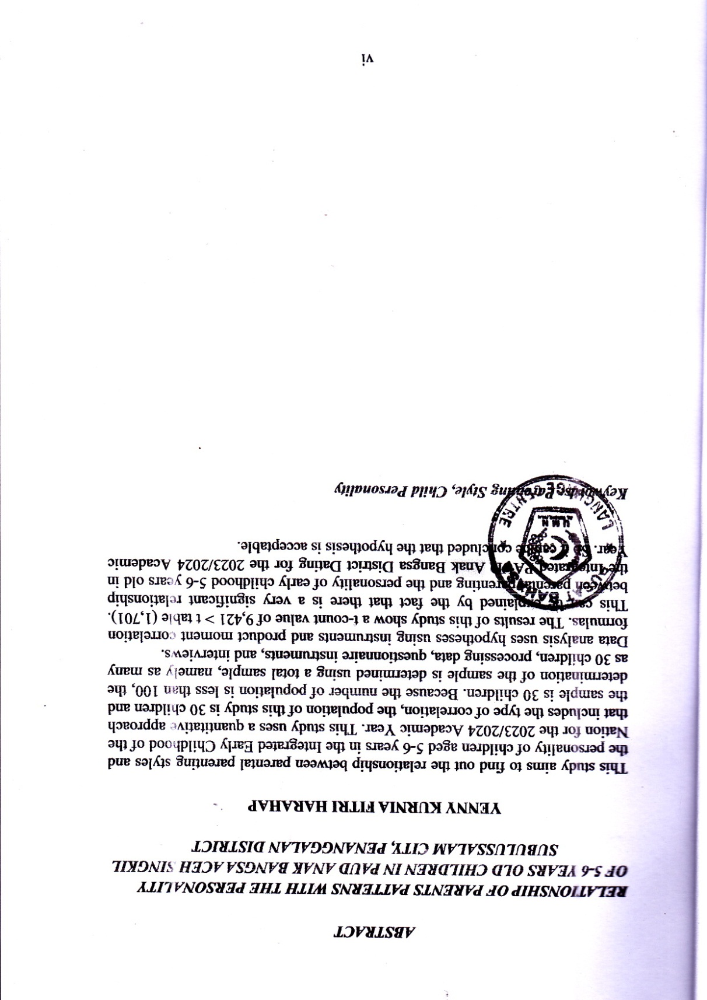 ABSTRACT
RELATIONSHIP OF PARENTS PATTERNS WITH THE PERSONALITY
OF 5-6 YEARS OLD CHILDREN IN PAUD ANAK BANGSA ACEH SINGKIL
SUBULUSSALAM CITY, PENANGGALAN DISTRICT
YENNY KURNIA FITRI HARAHAP
This study aims to find out the relationship between parental parenting styles and
the personality of children aged 5-6 years in the Integrated Early Childhood of the
Nation for the 2023/2024 Academic Year. This study uses a quantitative approach
that includes the type of correlation, the population of this study is 30 children and
the sample is 30 children. Because the number of population is less than 100, the
determination of the sample is determined using a total sample, namely as many
as 30 children, processing data, questionnaire instruments, and interviews.
Data analysis uses hypotheses using instruments and product moment correlation
formulas. The results of this study show a t-count value of 9,421 > t table (1,701).
This can be explained by the fact that there is a very significant relationship
between parental parenting and the personality of early childhood 5-6 years old in
the Integrated PAUD Anak Bangsa District Dating for the 2023/2024 Academic
Year. So it can be concluded that the hypothesis is acceptable.
Keywords: Parenting Style, Child Personality
PUSAT BAHASA
UMN
LANGUAGE CENTRE
vi